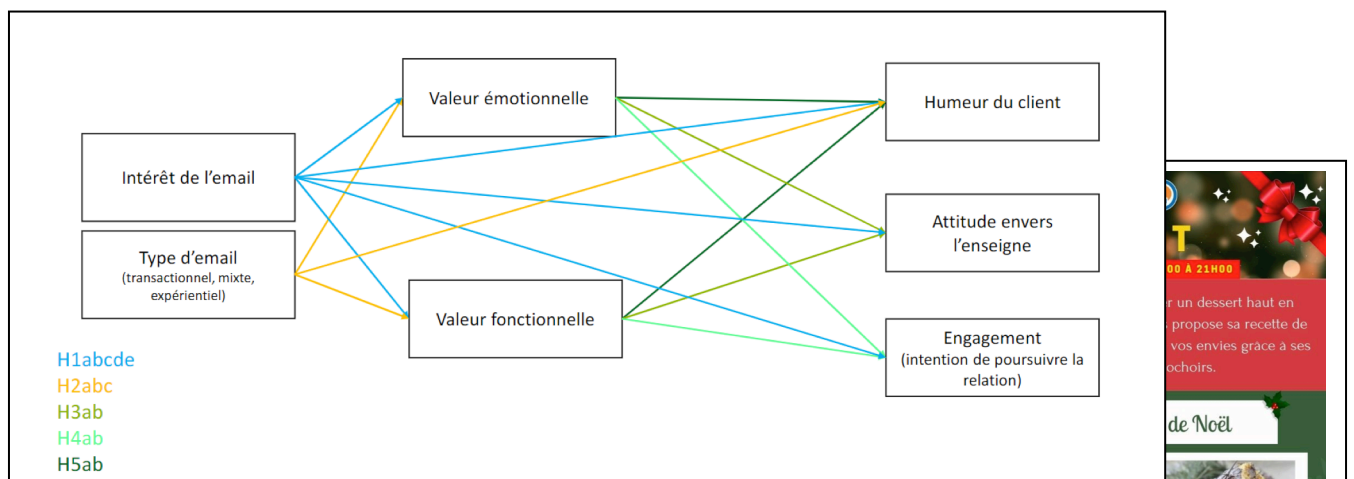 Valeur émotionnelle
Humeur du client
Intérêt de l'email
Type d'email
(transactionnel, mixte,
expérientiel)
Attitude envers
l'enseigne
Valeur fonctionnelle
Engagement
(intention de poursuivre la
relation)
H1abcde
H2abc
H3ab
H4ab
H5ab
T
00 À 21H00
er un dessert haut en
propose sa recette de
vos envies grâce à ses
ochoirs.
de Noël